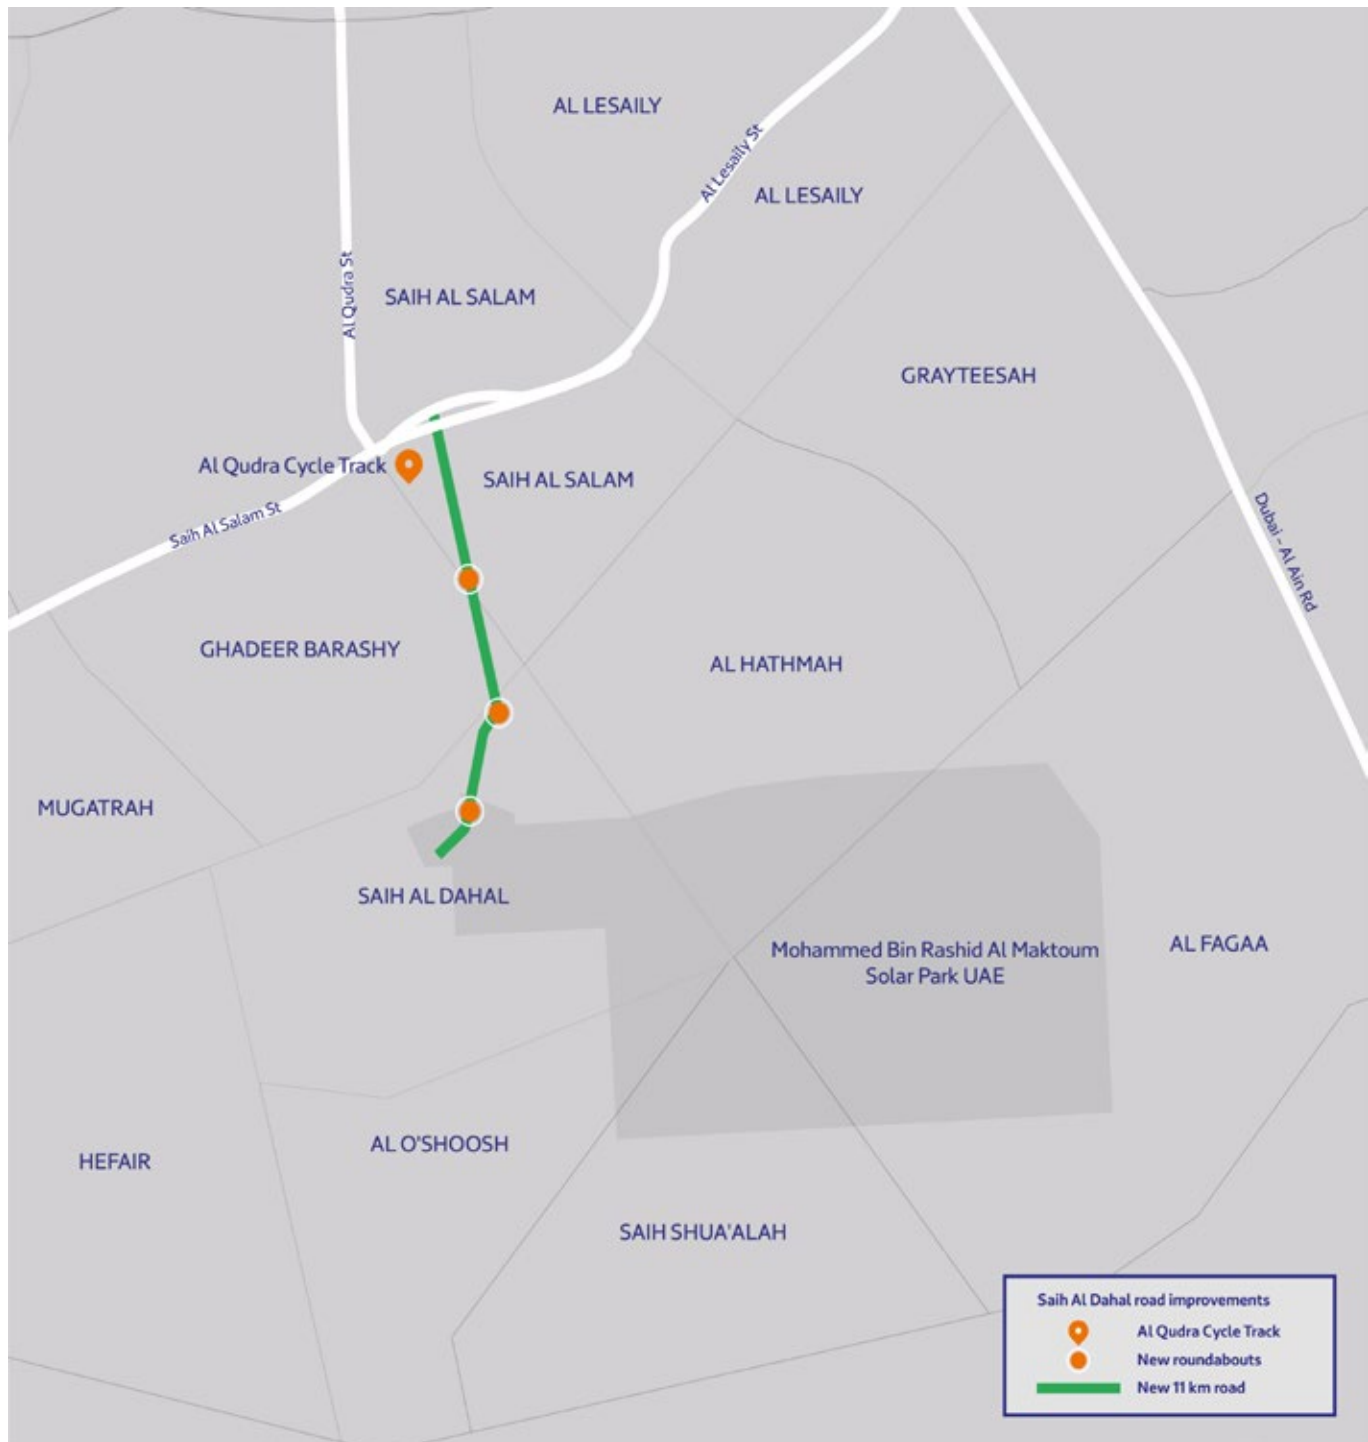 AL LESAILY
Al Lesaily St
AL LESAILY
Al Qudra St
SAIH AL SALAM
GRAYTEESAH
Al Qudra Cycle Track
SAIH AL SALAM
Saih Al Salam St
Dubai - Al Ain Rd
GHADEER BARASHY
AL HATHMAH
MUGATRAH
SAIH AL DAHAL
Mohammed Bin Rashid Al Maktoum
Solar Park UAE
AL FAGAA
AL O'SHOOSH
HEFAIR
SAIH SHUA'ALAH
Saih Al Dahal road improvements
Al Qudra Cycle Track
New roundabouts
New 11 km road